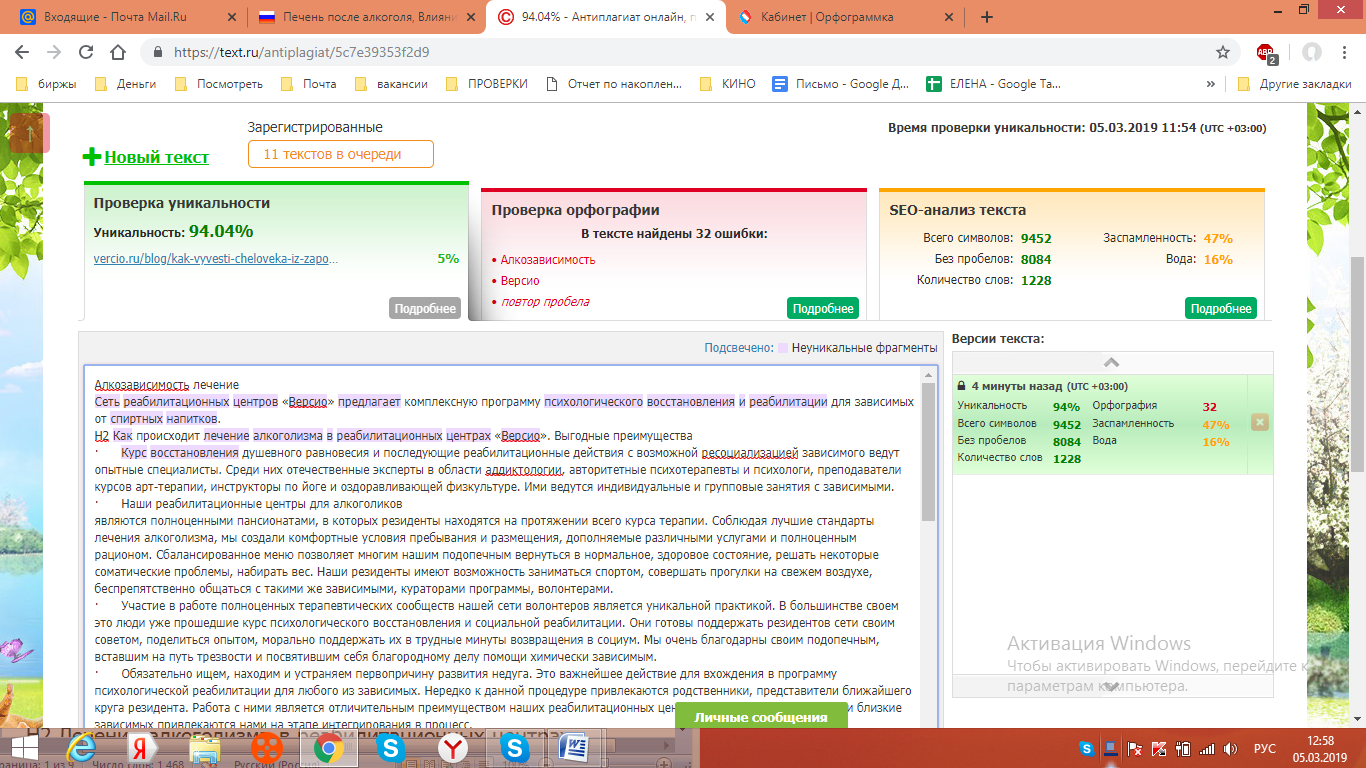 Входящие - Почта Mail.Ru
Печень после алкоголя, Влияни
94.04% - Антиплагиат онлайн, п
Кабинет | Орфограммка
https://text.ru/antiplagiat/5c7e39353f2d9
ABP
2
биржы
Деньги
Посмотреть
Почта
вакансии
ПРОВЕРКИ
Отчет по накоплен...
КИНО
Письмо - Google Д...
ЕЛЕНА - Google Та...
»
Другие закладки
Зарегистрированные
Новый текст
11 текстов в очереди
Время проверки уникальности: 05.03.2019 11:54 (UTC +03:00)
Проверка уникальности
Уникальность: 94.04%
vercio.ru/blog/kak-vyvesti-cheloveka-iz-zapo... 5%
Подробнее
Проверка орфографии
В тексте найдены 32 ошибки:
• Алкозависимость
• Версио
• повтор пробела
Подробнее
SEO-анализ текста
Всего символов: 9452 Заспамленность: 47%
Без пробелов: 8084 Вода: 16%
Количество слов: 1228
Подробнее
Подсвечено: Неуникальные фрагменты
Алкозависимость лечение
Сеть реабилитационных центров «Версио» предлагает комплексную программу психологического восстановления и реабилитации для зависимых
от спиртных напитков.
H2 Как происходит лечение алкоголизма в реабилитационных центрах «Версио». Выгодные преимущества
· Курс восстановления душевного равновесия и последующие реабилитационные действия с возможной ресоциализацией зависимого ведут
опытные специалисты. Среди них отечественные эксперты в области аддиктологии, авторитетные психотерапевты и психологи, преподаватели
курсов арт-терапии, инструкторы по йоге и оздоравливающей физкультуре. Ими ведутся индивидуальные и групповые занятия с зависимыми.
· Наши реабилитационные центры для алкоголиков
являются полноценными пансионатами, в которых резиденты находятся на протяжении всего курса терапии. Соблюдая лучшие стандарты
лечения алкоголизма, мы создали комфортные условия пребывания и размещения, дополняемые различными услугами и полноценным
рационом. Сбалансированное меню позволяет многим нашим подопечным вернуться в нормальное, здоровое состояние, решать некоторые
соматические проблемы, набирать вес. Наши резиденты имеют возможность заниматься спортом, совершать прогулки на свежем воздухе,
беспрепятственно общаться с такими же зависимыми, кураторами программы, волонтерами.
· Участие в работе полноценных терапевтических сообществ нашей сети волонтеров является уникальной практикой. В большинстве своем
это люди уже прошедшие курс психологического восстановления и социальной реабилитации. Они готовы поддержать резидентов сети своим
советом, поделиться опытом, морально поддержать их в трудные минуты возвращения в социум. Мы очень благодарны своим подопечным,
вставшим на путь трезвости и посвятившим себя благородному делу помощи химически зависимым.
· Обязательно ищем, находим и устраняем первопричину развития недуга. Это важнейшее действие для вхождения в программу
психологической реабилитации для любого из зависимых. Нередко к данной процедуре привлекаются родственники, представители ближайшего
круга резидента. Работа с ними является отличительным преимуществом наших реабилитационных цен и близкие
зависимых привлекаются нами на этапе интегрирования в процесс.
Версии текста:
4 минуты назад (UTC +03:00)
Уникальность 94% Орфография 32
Всего символов 9452 Заспамленность 47%
Без пробелов 8084 Вода 16%
Количество слов 1228
Активация Windows
Чтобы активировать Windows, перейдите к
параметрам компьютера.
Личные сообщения
РУС
12:58
05.03.2019